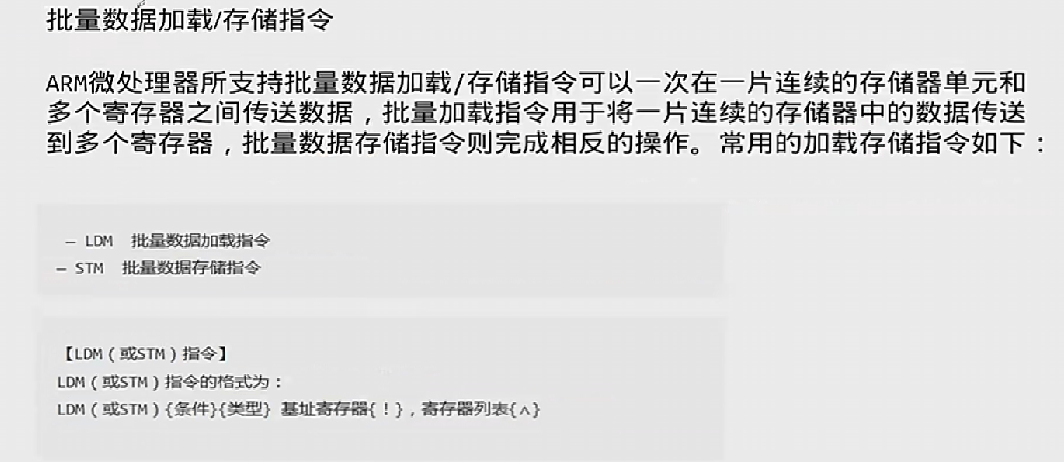 批量数据加载/存储指令
ARM微处理器所支持批量数据加载/存储指令可以一次在一片连续的存储器单元和
多个寄存器之间传送数据，批量加载指令用于将一片连续的存储器中的数据传送
到多个寄存器，批量数据存储指令则完成相反的操作。常用的加载存储指令如下：
— LDM 批量数据加载指令
— STM 批量数据存储指令
【LDM（或STM）指令】
LDM（或STM）指令的格式为：
LDM（或STM）{条件}{类型} 基址寄存器{！}，寄存器列表{∧}